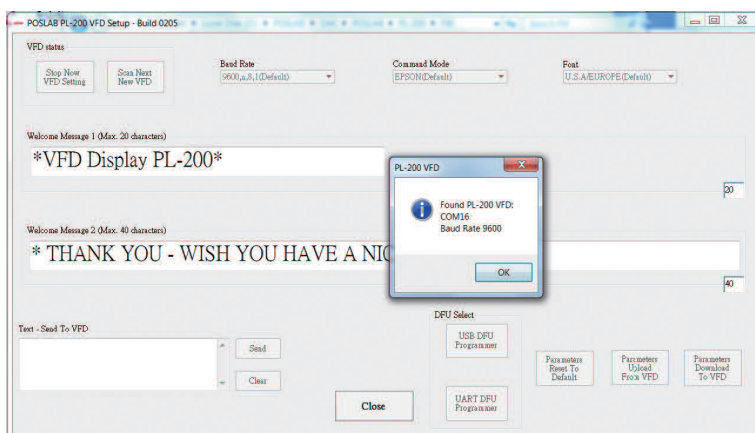 POSLAB PL-200 VFD Setup - Build 0205
VFD status
Stop Now
VFD Setting
Scan Next
New VFD
Baud Rate
9600,n,8,1(Default)
Command Mode
EPSON(Default)
Font
U.S.A/EUROPE(Default)
Welcome Message 1 (Max. 20 characters)
*VFD Display PL-200*
20
PL-200 VFD
Found PL-200 VFD:
COM16
Baud Rate 9600
OK
Welcome Message 2 (Max. 40 characters)
* THANK YOU - WISH YOU HAVE A NIC
40
Text - Send To VFD
Send
Clear
Close
DFU Select
USB DFU
Programmer
UART DFU
Programmer
Parameters
Reset To
Default
Parameters
Upload
From VFD
Parameters
Download
To VFD